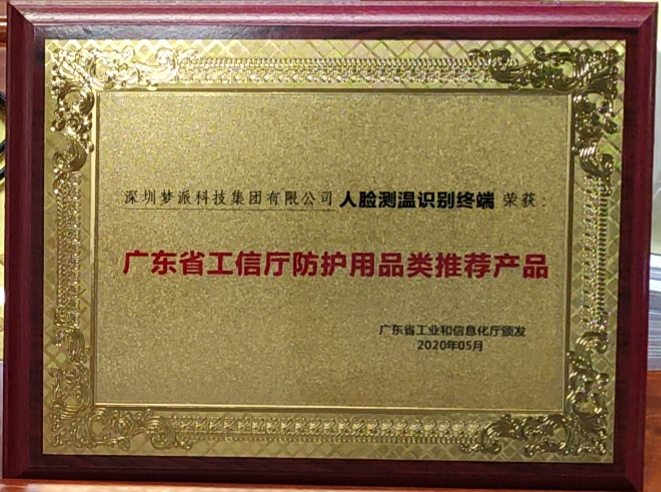 深圳梦派科技集团有限公司 人脸测温识别终端 荣获：
广东省工信厅防护用品类推荐产品
广东省工业和信息化厅颁发
2020年05月